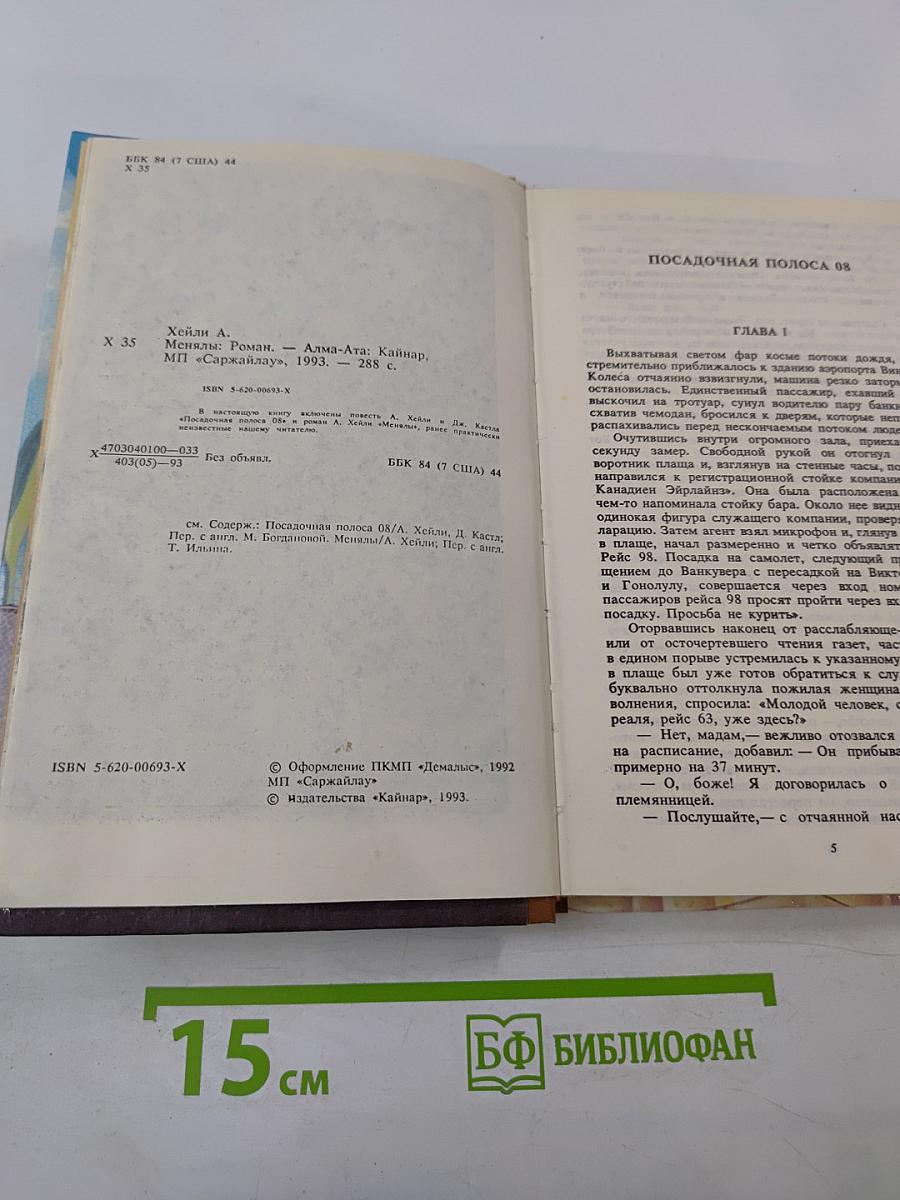 ББК 84 (7 США) 44
Х 35
Хейли А.
Х 35 Менялы: Роман. — Алма-Ата: Кайнар,
МП «Саржайлау», 1993. — 288 с.
ISBN 5-620-00693-X
В настоящую книгу включены повесть А. Хейли и Дж. Кастла
«Посадочная полоса 08» и роман А. Хейли «Менялы», ранее практически
неизвестные нашему читателю.
Х 4703040100—033
403(05)—93 Без объявл.
ББК 84 (7 США) 44
см. Содерж.: Посадочная полоса 08/А. Хейли, Д. Кастл;
Пер. с англ. М. Богдановой. Менялы/А. Хейли; Пер. с англ.
Т. Ильина.
ISBN 5-620-00693-X
© Оформление ПКМП «Демалыс», 1992
МП «Саржайлау»
© издательства «Кайнар», 1993.
ПОСАДОЧНАЯ ПОЛОСА 08
ГЛАВА 1
Выхватывая светом фар косые потоки дождя,
стремительно приближалось к зданию аэропорта
Колеса отчаянно взвизгнули, машина резко
остановилась. Единственный пассажир, ехавший
выскочил на тротуар, сунул водителю пару
схватив чемодан, бросился к дверям, которые
распахивались перед нескончаемым потоком
Очутившись внутри огромного зала,
секунду замер. Свободной рукой он отогнул
воротник плаща и, взглянув на стенные часы,
направился к регистрационной стойке
Канадиен Эйрлайнз». Она была расположена
чем-то напоминала стойку бара. Около нее
одинокая фигура служащего компании,
ларацию. Затем агент взял микрофон и, глянув
в плаще, начал размеренно и четко
Рейс 98. Посадка на самолет, следующий
щением до Ванкувера с пересадкой на
и Гонолулу, совершается через вход
пассажиров рейса 98 просят пройти через
посадку. Просьба не курить».
Оторвавшись наконец от
или от осточертевшего чтения газет,
в едином порыве устремилась к указанному
в плаще был уже готов обратиться к
буквально оттолкнула пожилая женщина
волнения, спросила: «Молодой человек,
реаля, рейс 63, уже здесь?»
— Нет, мадам,— вежливо отозвался
на расписание, добавил: — Он
примерно на 37 минут.
— О, боже! Я договорилась о
племянницей.
— Послушайте,— с отчаянной
5
15 см
БФ БИБЛИОФАН